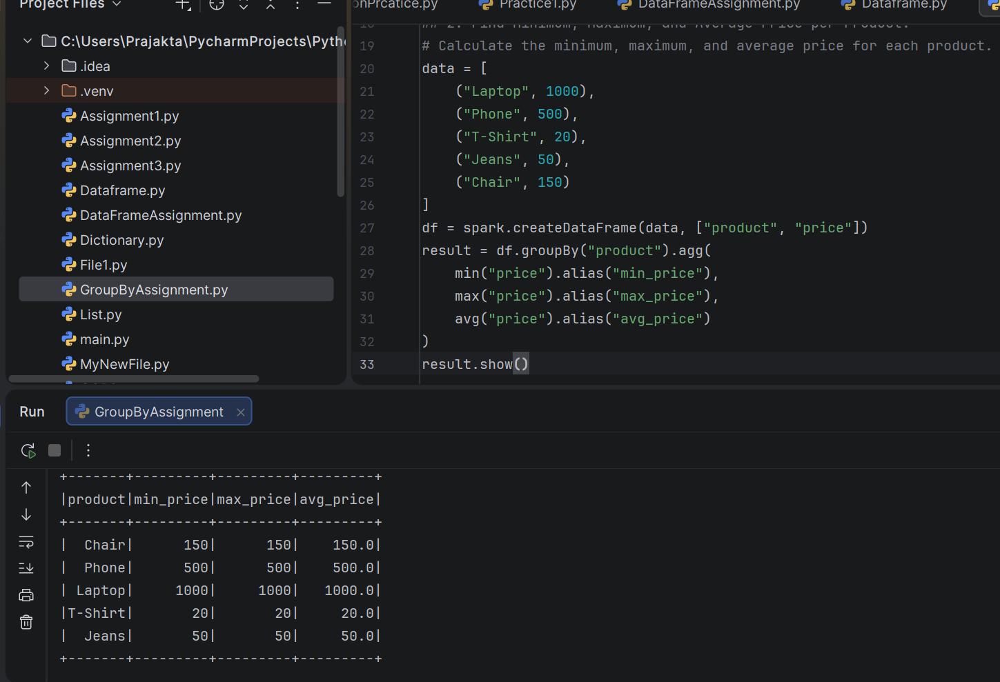 Project Files
C:\Users\Prajakta\PycharmProjects\Pyth
.idea
.venv
Assignment1.py
Assignment2.py
Assignment3.py
Dataframe.py
DataFrameAssignment.py
Dictionary.py
File1.py
GroupByAssignment.py
List.py
main.py
MyNewFile.py
onPrcatice.py Practice1.py DataFrameAssignment.py Dataframe.py
18 ## 2. Find Minimum, Maximum, and Average Price per Product:
19 # Calculate the minimum, maximum, and average price for each product.
20 data = [
21 ("Laptop", 1000),
22 ("Phone", 500),
23 ("T-Shirt", 20),
24 ("Jeans", 50),
25 ("Chair", 150)
26 ]
27 df = spark.createDataFrame(data, ["product", "price"])
28 result = df.groupBy("product").agg(
29 min("price").alias("min_price"),
30 max("price").alias("max_price"),
31 avg("price").alias("avg_price")
32 )
33 result.show()
Run GroupByAssignment
+-------+---------+---------+---------+
|product|min_price|max_price|avg_price|
+-------+---------+---------+---------+
|  Chair|      150|      150|    150.0|
|  Phone|      500|      500|    500.0|
| Laptop|     1000|     1000|   1000.0|
|T-Shirt|       20|       20|     20.0|
|  Jeans|       50|       50|     50.0|
+-------+---------+---------+---------+